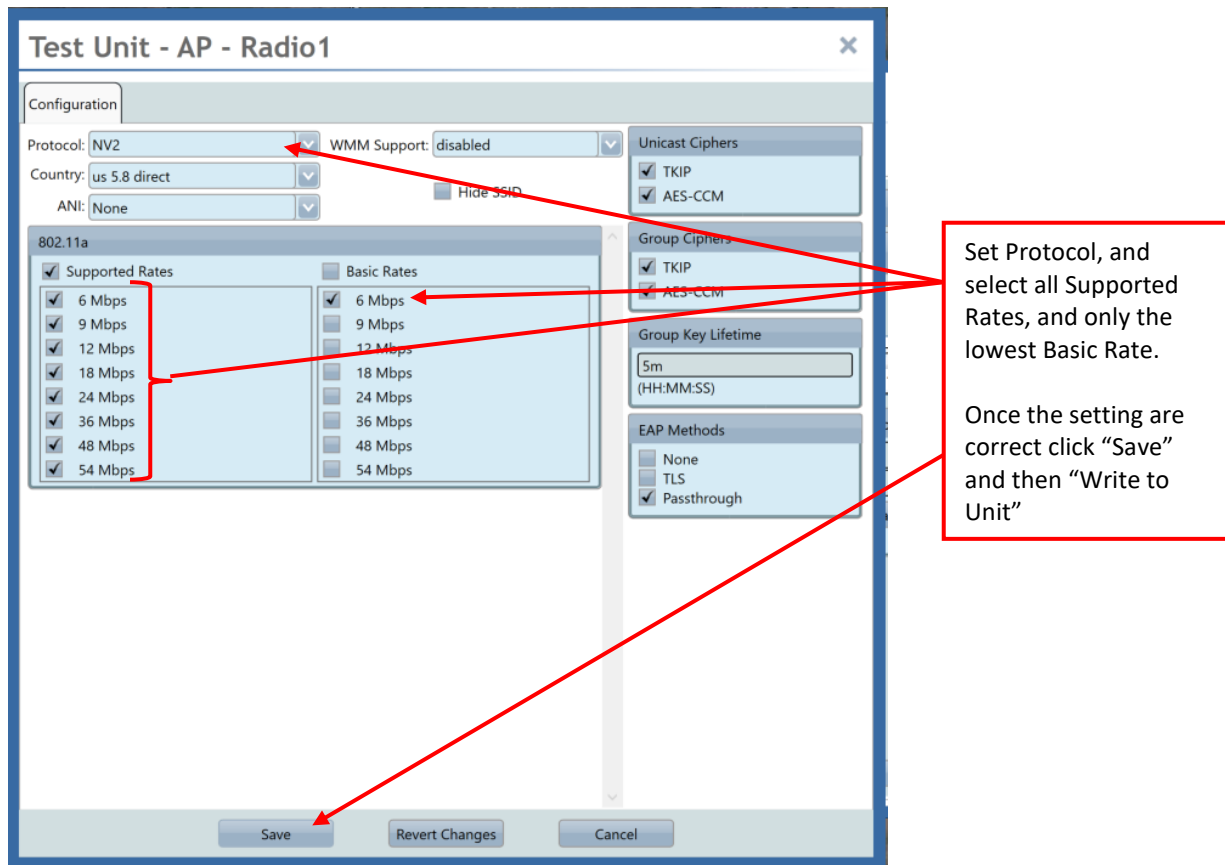 Test Unit - AP - Radio1
Configuration
Protocol: NV2
WMM Support: disabled
Country: us 5.8 direct
Hide SSID
ANI: None
802.11a
Supported Rates
Basic Rates
6 Mbps
9 Mbps
12 Mbps
18 Mbps
24 Mbps
36 Mbps
48 Mbps
54 Mbps
6 Mbps
9 Mbps
12 Mbps
18 Mbps
24 Mbps
36 Mbps
48 Mbps
54 Mbps
Unicast Ciphers
TKIP
AES-CCM
Group Ciphers
TKIP
AES-CCM
Group Key Lifetime
5m
(HH:MM:SS)
EAP Methods
None
TLS
Passthrough
Save
Revert Changes
Cancel
Set Protocol, and
select all Supported
Rates, and only the
lowest Basic Rate.
Once the setting are
correct click “Save”
and then “Write to
Unit”